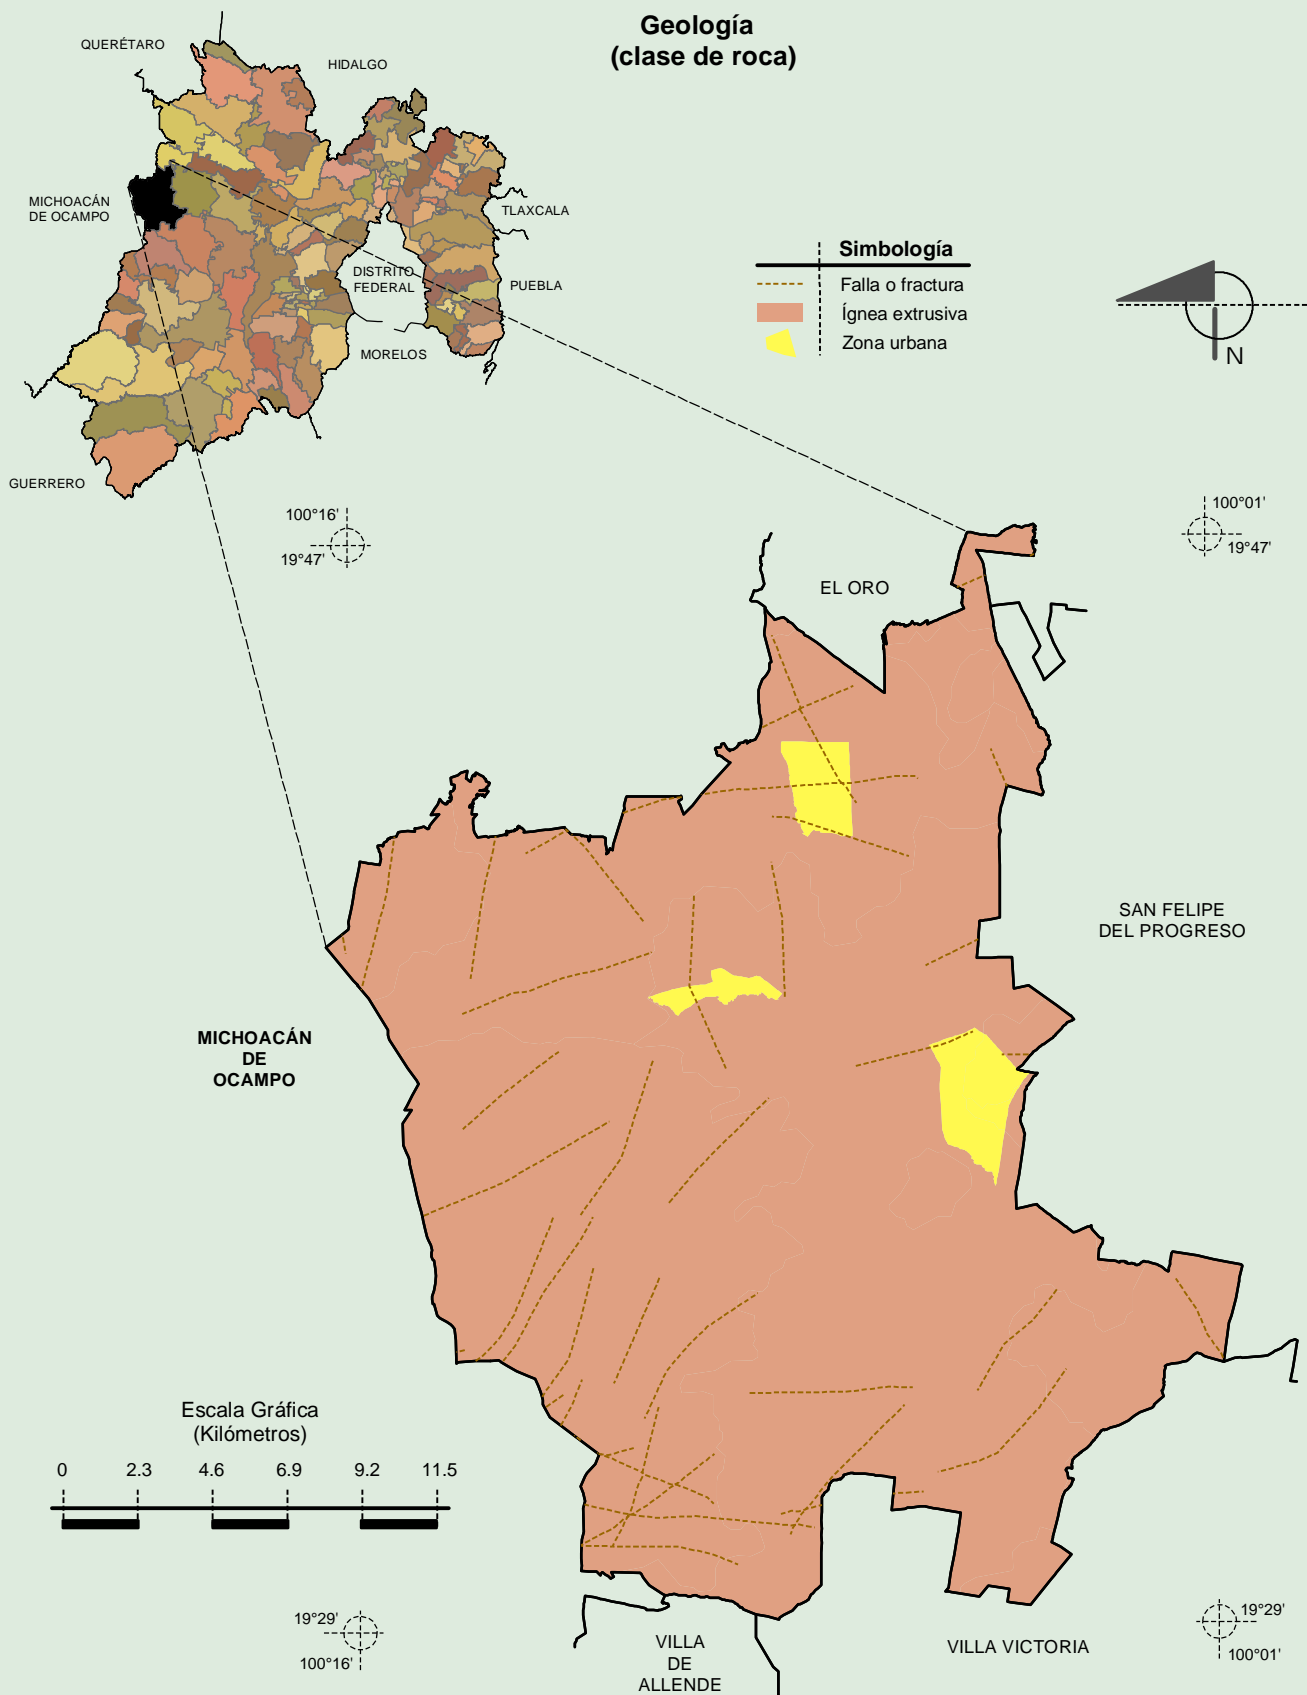 Geología
(clase de roca)
QUERÉTARO
HIDALGO
MICHOACÁN
DE OCAMPO
TLAXCALA
DISTRITO
FEDERAL
PUEBLA
MORELOS
GUERRERO
Simbología
Falla o fractura
Ígnea extrusiva
Zona urbana
N
100°16'
19°47'
100°01'
19°47'
EL ORO
SAN FELIPE
DEL PROGRESO
MICHOACÁN
DE
OCAMPO
Escala Gráfica
(Kilómetros)
0 2.3 4.6 6.9 9.2 11.5
19°29'
100°16'
VILLA
DE
ALLENDE
VILLA VICTORIA
19°29'
100°01'